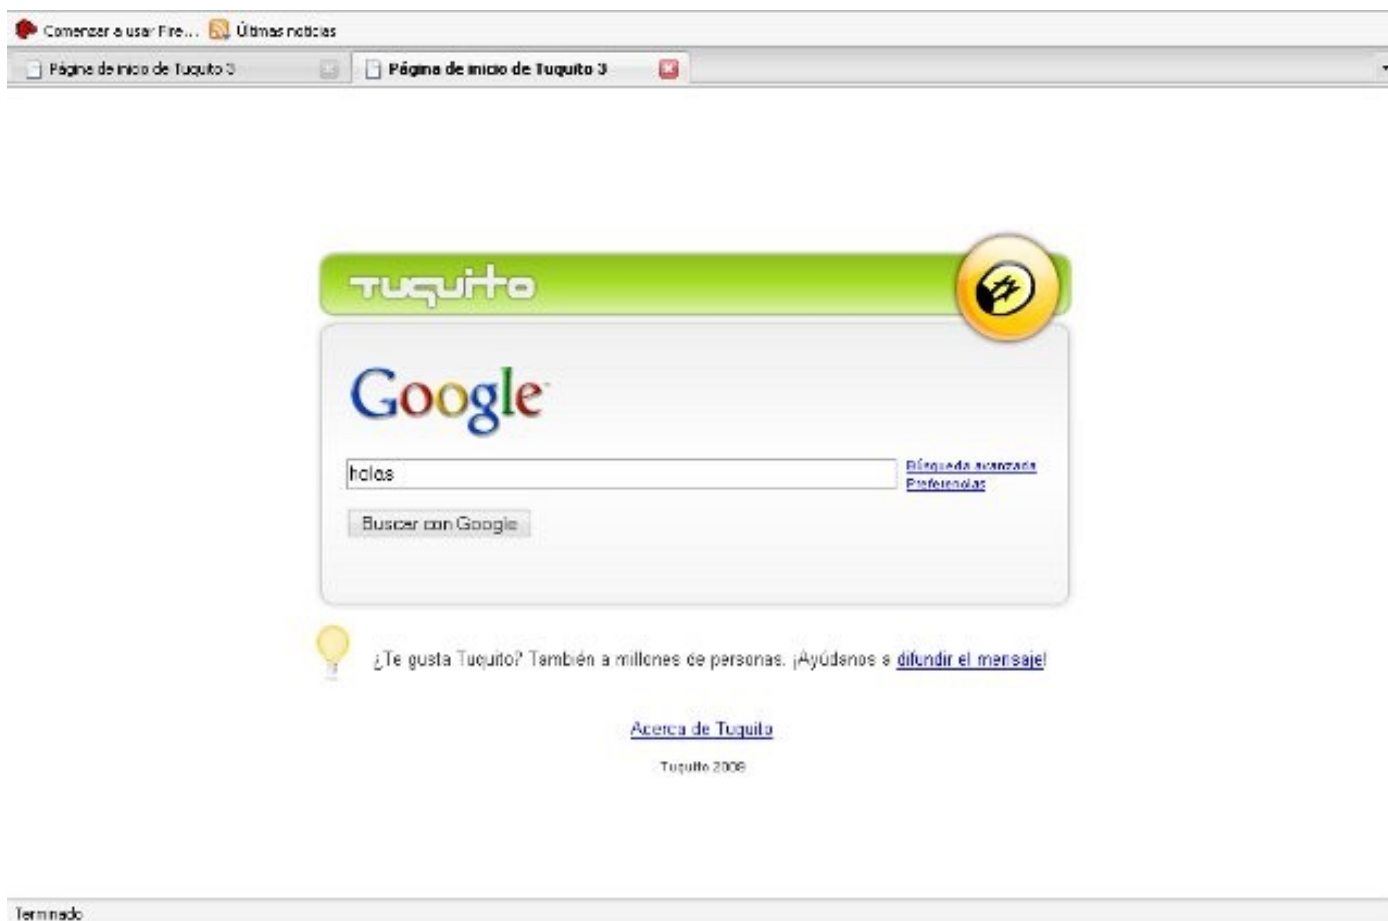 Comenzar a usar Fire... Últimas noticias
Página de inicio de Tuquito 3 Página de inicio de Tuquito 3
Tuquito
Google
holas
Búsqueda avanzada
Preferencias
Buscar con Google
¿Te gusta Tuquito? También a millones de personas. ¡Ayúdanos a difundir el mensaje!
Acerca de Tuquito
Tuquito 2009
Terminado